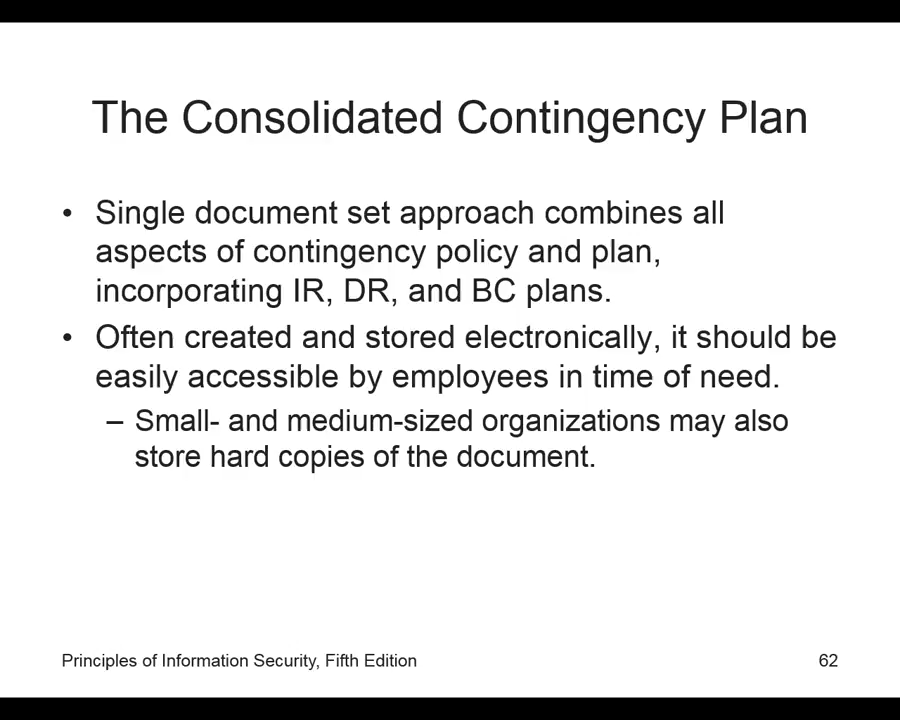 The Consolidated Contingency Plan
• Single document set approach combines all
aspects of contingency policy and plan,
incorporating IR, DR, and BC plans.
• Often created and stored electronically, it should be
easily accessible by employees in time of need.
– Small- and medium-sized organizations may also
store hard copies of the document.
Principles of Information Security, Fifth Edition
62